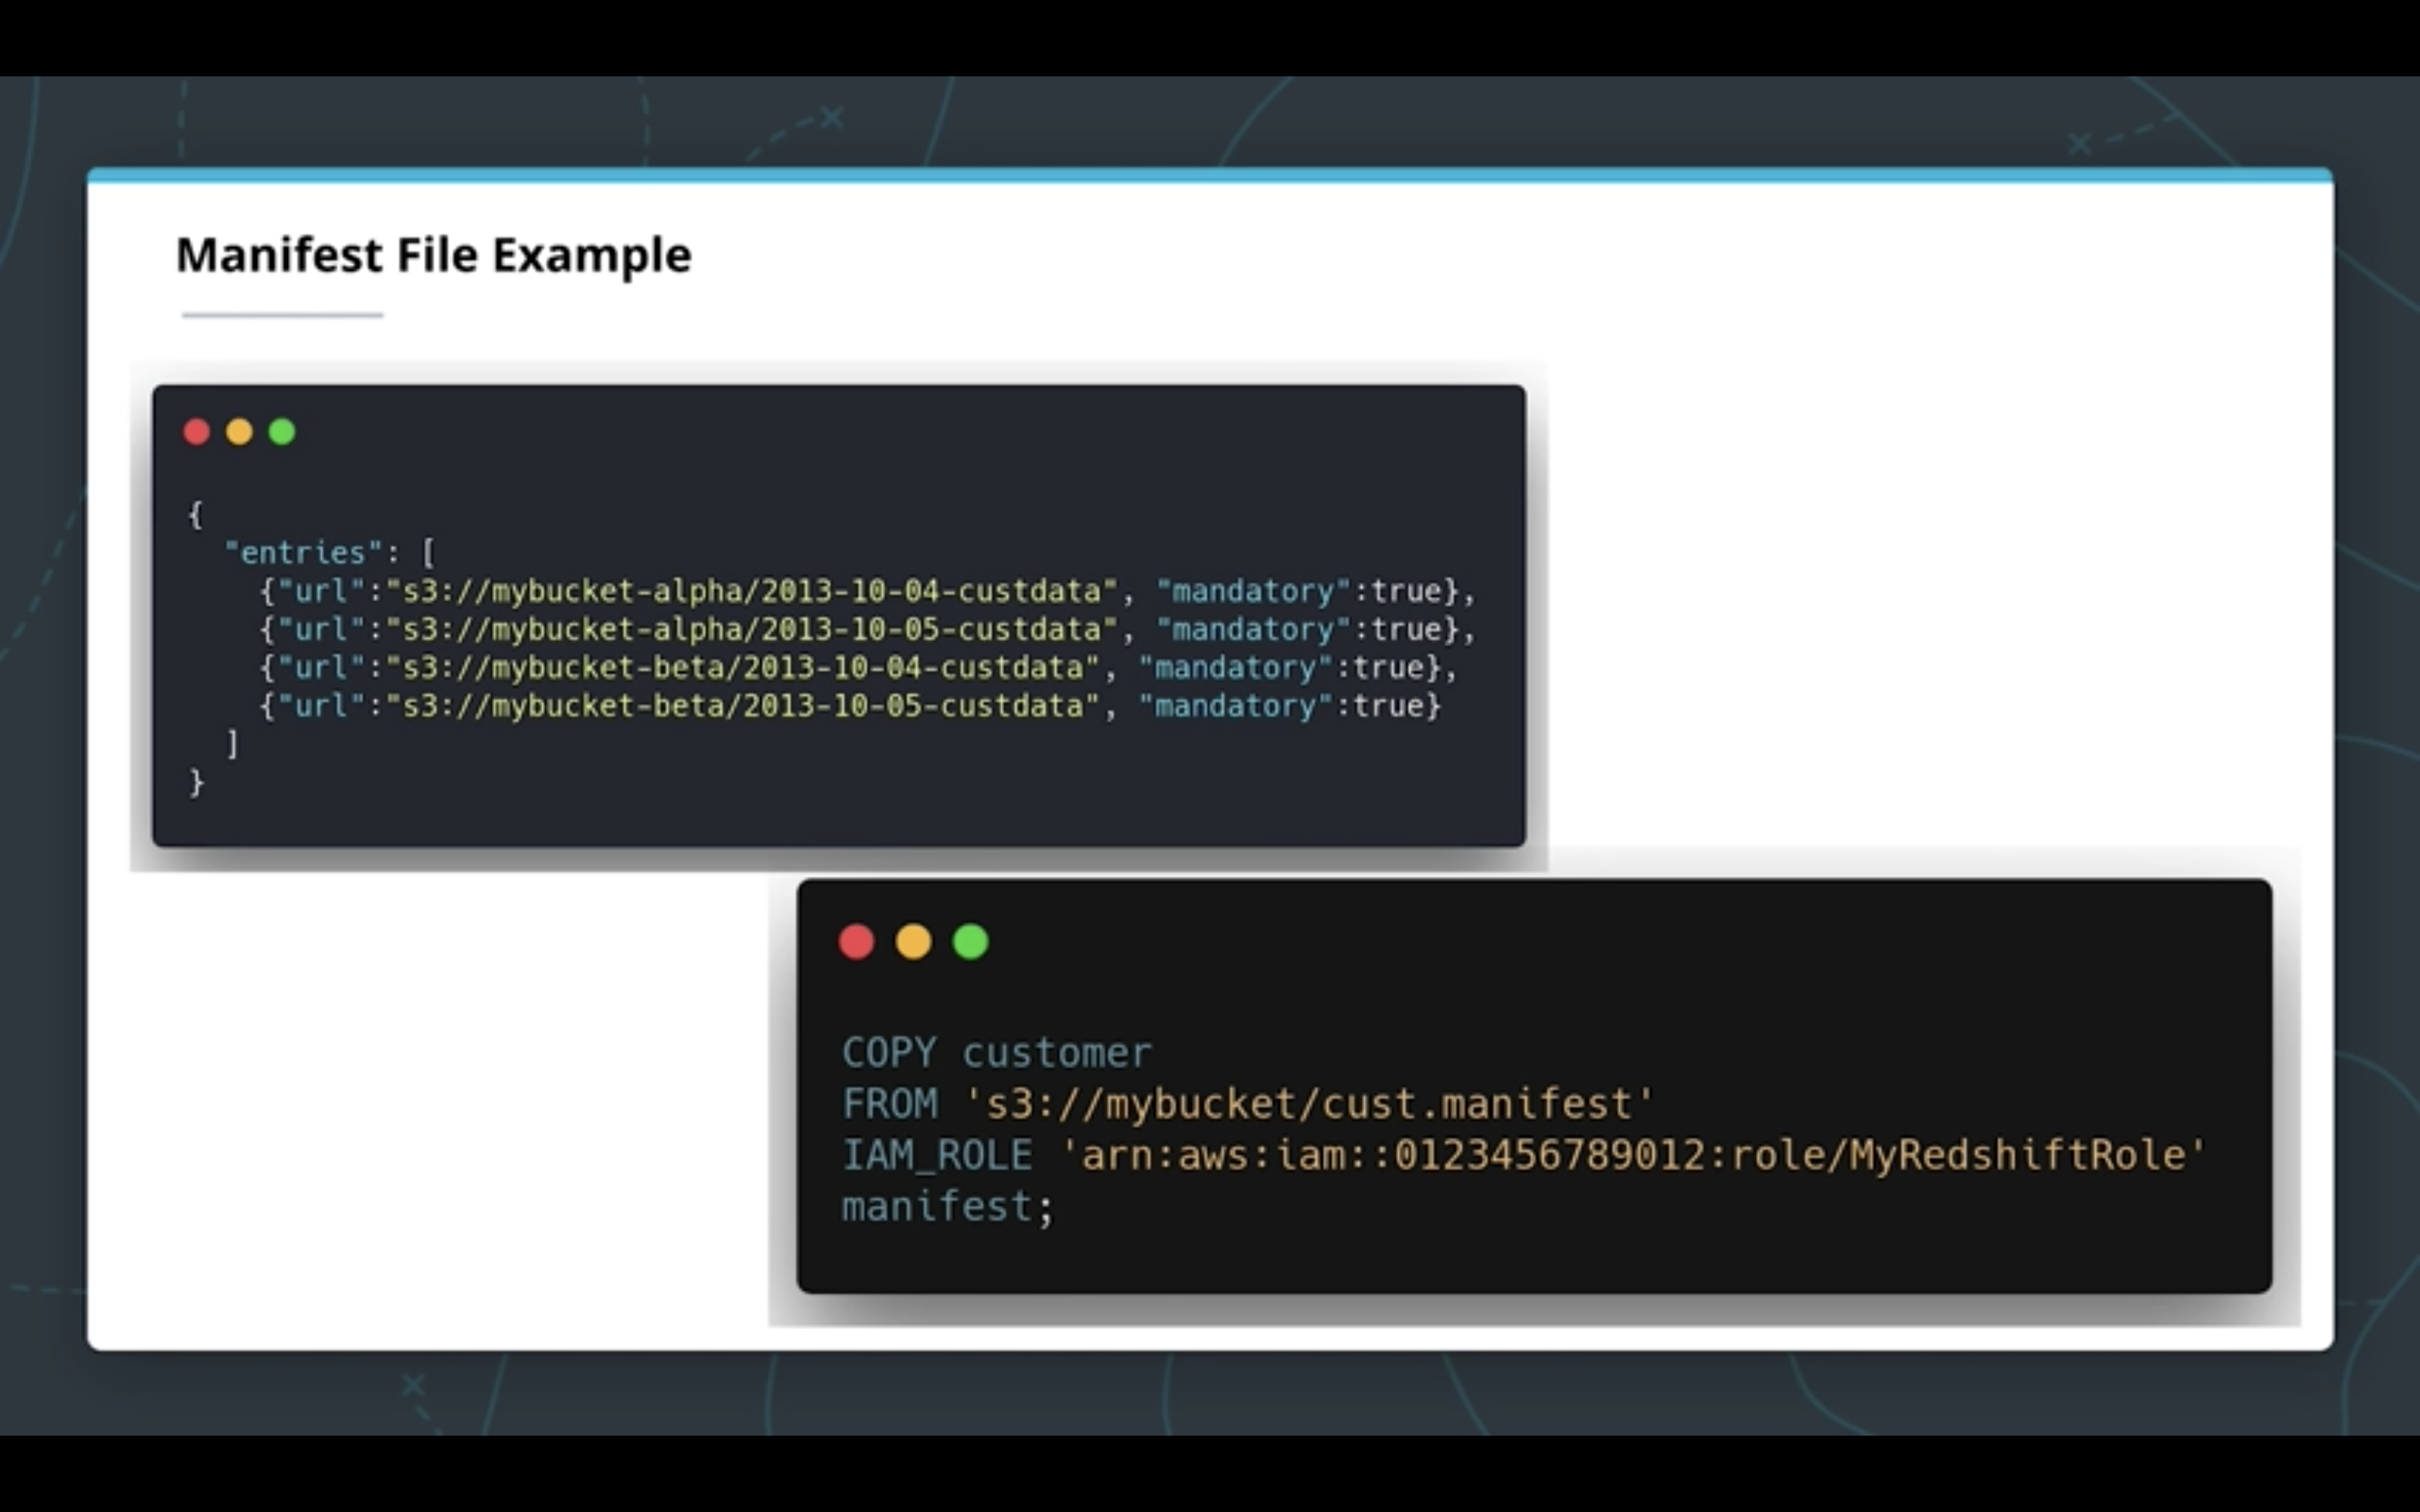 Manifest File Example
{
"entries": [
{"url":"s3://mybucket-alpha/2013-10-04-custdata", "mandatory":true},
{"url":"s3://mybucket-alpha/2013-10-05-custdata", "mandatory":true},
{"url":"s3://mybucket-beta/2013-10-04-custdata", "mandatory":true},
{"url":"s3://mybucket-beta/2013-10-05-custdata", "mandatory":true}
]
}
COPY customer
FROM 's3://mybucket/cust.manifest'
IAM_ROLE 'arn:aws:iam::0123456789012:role/MyRedshiftRole'
manifest;